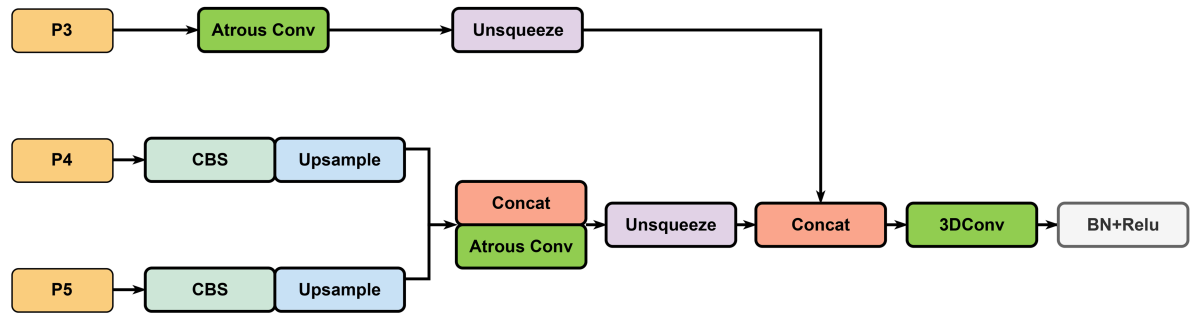 P3
Atrous Conv
Unsqueeze
P4
CBS
Upsample
Concat
Atrous Conv
Unsqueeze
Concat
3DConv
BN+Relu
P5
CBS
Upsample